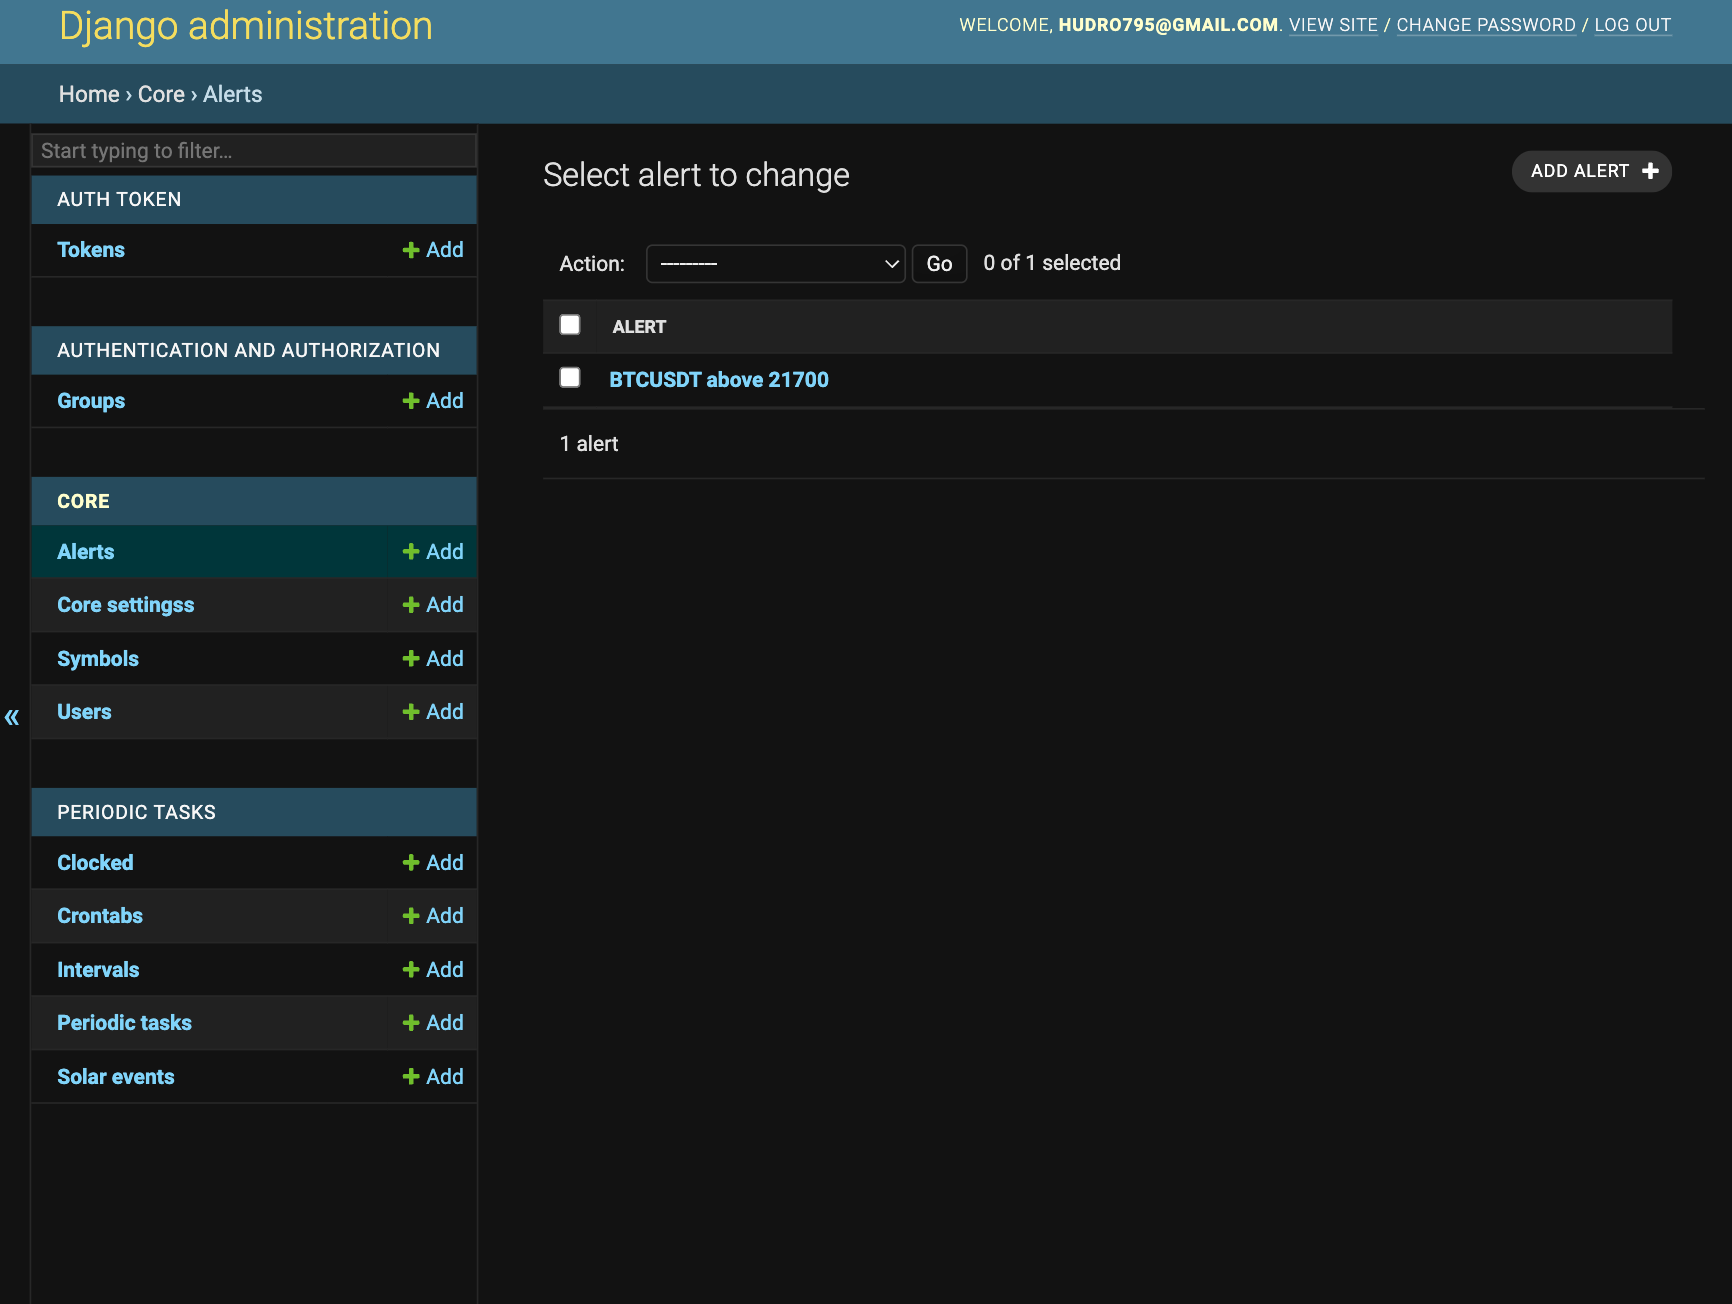 Django administration
WELCOME, HUDRO795@GMAIL.COM. VIEW SITE / CHANGE PASSWORD / LOG OUT
Home › Core › Alerts
Start typing to filter...
AUTH TOKEN
Tokens + Add
AUTHENTICATION AND AUTHORIZATION
Groups + Add
CORE
Alerts + Add
Core settingss + Add
Symbols + Add
Users + Add
PERIODIC TASKS
Clocked + Add
Crontabs + Add
Intervals + Add
Periodic tasks + Add
Solar events + Add
«
Select alert to change
ADD ALERT +
Action: --------- Go 0 of 1 selected
ALERT
BTCUSDT above 21700
1 alert